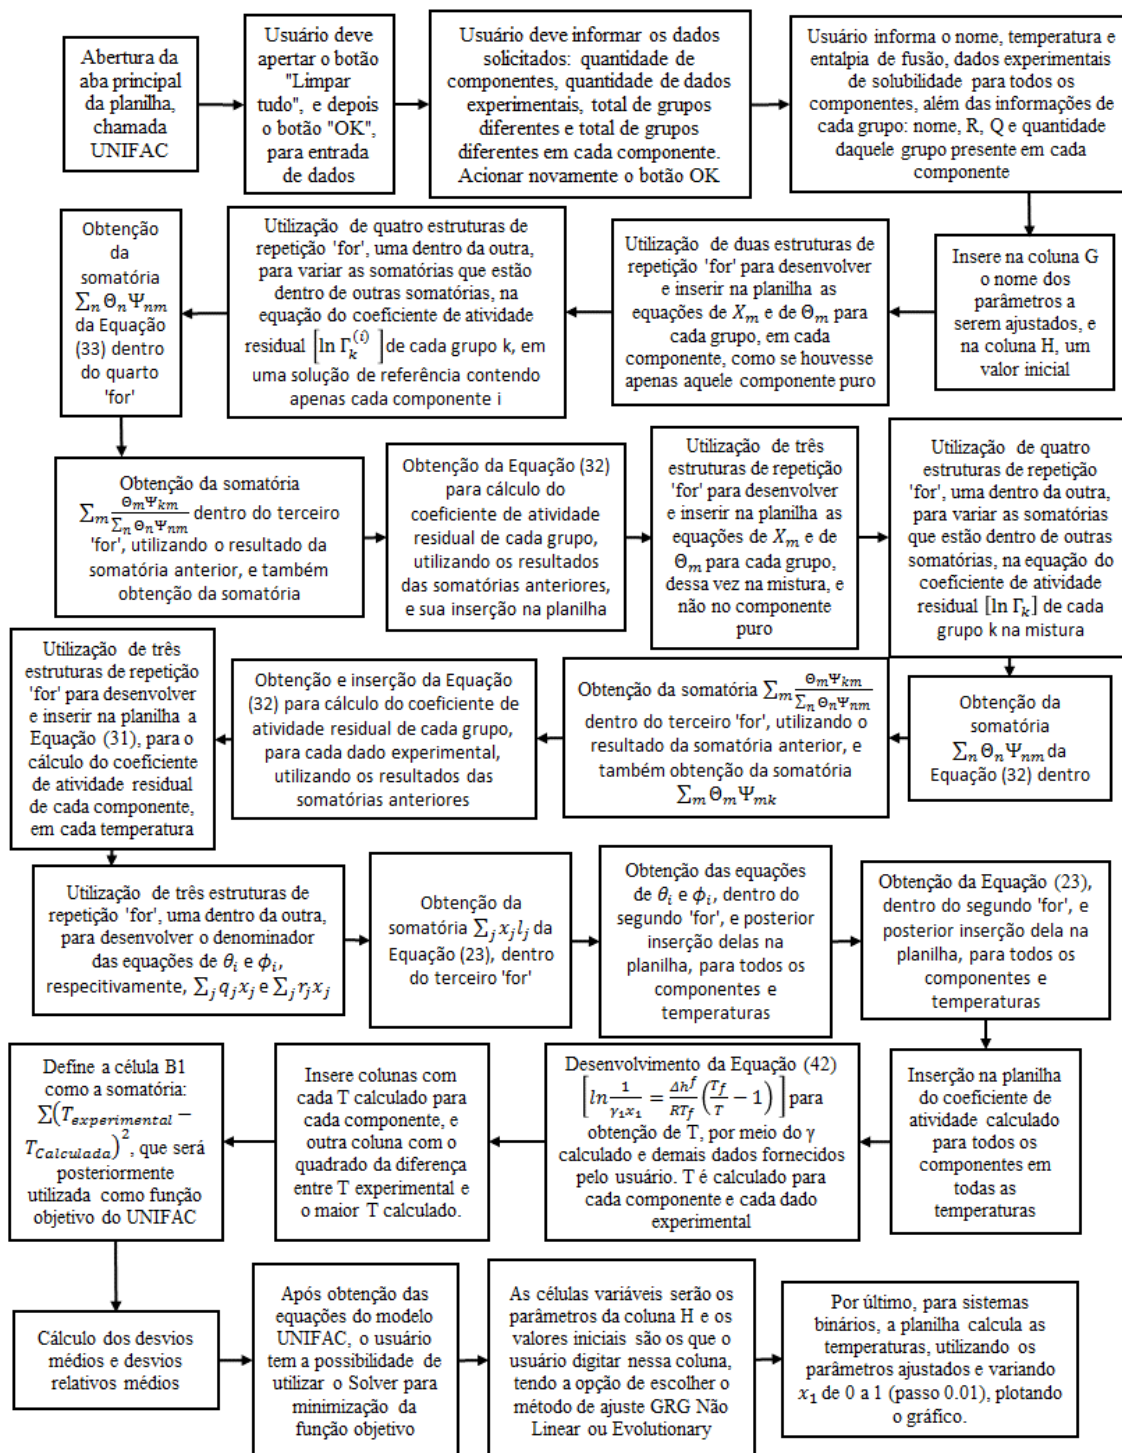 Abertura da
aba principal
da planilha,
chamada
UNIFAC
Usuário deve
apertar o botão
"Limpar
tudo", e depois
o botão "OK",
para entrada
de dados
Usuário deve informar os dados
solicitados: quantidade de
componentes, quantidade de dados
experimentais, total de grupos
diferentes e total de grupos
diferentes em cada componente.
Acionar novamente o botão OK
Usuário informa o nome, temperatura e
entalpia de fusão, dados experimentais
de solubilidade para todos os
componentes, além das informações de
cada grupo: nome, R, Q e quantidade
daquele grupo presente em cada
componente
Insere na coluna G
o nome dos
parâmetros a
serem ajustados, e
na coluna H, um
valor inicial
Utilização de duas estruturas de
repetição 'for' para desenvolver
e inserir na planilha as
equações de X_m e de Θ_m para
cada grupo, em cada
componente, como se houvesse
apenas aquele componente puro
Utilização de quatro estruturas de
repetição 'for', uma dentro da outra,
para variar as somatórias que estão
dentro de outras somatórias, na
equação do coeficiente de atividade
residual [ln Γ_k^(i)] de cada grupo k, em
uma solução de referência contendo
apenas cada componente i
Obtenção
da
somatória
∑_n Θ_n Ψ_nm
da Equação
(33) dentro
do quarto
'for'
Obtenção da somatória
∑_m Θ_m Ψ_km / ∑_n Θ_n Ψ_nm dentro do terceiro
'for', utilizando o resultado da
somatória anterior, e também
obtenção da somatória
Obtenção da Equação (32)
para cálculo do
coeficiente de atividade
residual de cada grupo,
utilizando os resultados
das somatórias anteriores,
e sua inserção na planilha
Utilização de três
estruturas de repetição
'for' para desenvolver
e inserir na planilha as
equações de X_m e de
Θ_m para cada grupo,
dessa vez na mistura, e
não no componente
puro
Utilização de quatro
estruturas de repetição
'for', uma dentro da outra,
para variar as somatórias
que estão dentro de outras
somatórias, na equação do
coeficiente de atividade
residual [ln Γ_k] de cada
grupo k na mistura
Obtenção da
somatória
∑_n Θ_n Ψ_nm da
Equação (32) dentro
Obtenção da somatória ∑_m Θ_m Ψ_km / ∑_n Θ_n Ψ_nm
dentro do terceiro 'for', utilizando o
resultado da somatória anterior, e
também obtenção da somatória
∑_m Θ_m Ψ_mk
Obtenção e inserção da Equação
(32) para cálculo do coeficiente de
atividade residual de cada grupo,
para cada dado experimental,
utilizando os resultados das
somatórias anteriores
Utilização de três
estruturas de repetição
'for' para desenvolver
e inserir na planilha a
Equação (31), para o
cálculo do coeficiente
de atividade residual
de cada componente,
em cada temperatura
Utilização de três estruturas de
repetição 'for', uma dentro da outra,
para desenvolver o denominador
das equações de θ_i e ϕ_i,
respecitivamente, ∑_j q_j x_j e ∑_j r_j x_j
Obtenção da
somatória ∑_j x_j l_j da
Equação (23), dentro
do terceiro 'for'
Obtenção das equações
de θ_i e ϕ_i, dentro do
segundo 'for', e posterior
inserção delas na
planilha, para todos os
componentes e
temperaturas
Obtenção da Equação (23),
dentro do segundo 'for', e
posterior inserção dela na
planilha, para todos os
componentes e
temperaturas
Inserção na planilha
do coeficiente de
atividade calculado
para todos os
componentes em
todas as
temperaturas
Desenvolvimento da Equação (42)
[ln 1/(γ_1 x_1) = Δh^f/(RT_f) (T_f/T − 1)] para
obtenção de T, por meio do γ
calculado e demais dados fornecidos
pelo usuário. T é calculado para
cada componente e cada dado
experimental
Insere colunas com
cada T calculado para
cada componente, e
outra coluna com o
quadrado da diferença
entre T experimental e
o maior T calculado.
Define a célula B1
como a somatória:
∑(T_experimental −
T_Calculada)^2, que será
posteriormente
utilizada como função
objetivo do UNIFAC
Cálculo dos desvios
médios e desvios
relativos médios
Após obtenção das
equações do modelo
UNIFAC, o usuário
tem a possibilidade de
utilizar o Solver para
minimização da
função objetivo
As células variáveis serão os
parâmetros da coluna H e os
valores iniciais são os que o
usuário digitar nessa coluna,
tendo a opção de escolher o
método de ajuste GRG Não
Linear ou Evolutionary
Por último, para sistemas
binários, a planilha calcula as
temperaturas, utilizando os
parâmetros ajustados e variando
x_1 de 0 a 1 (passo 0.01), plotando
o gráfico.